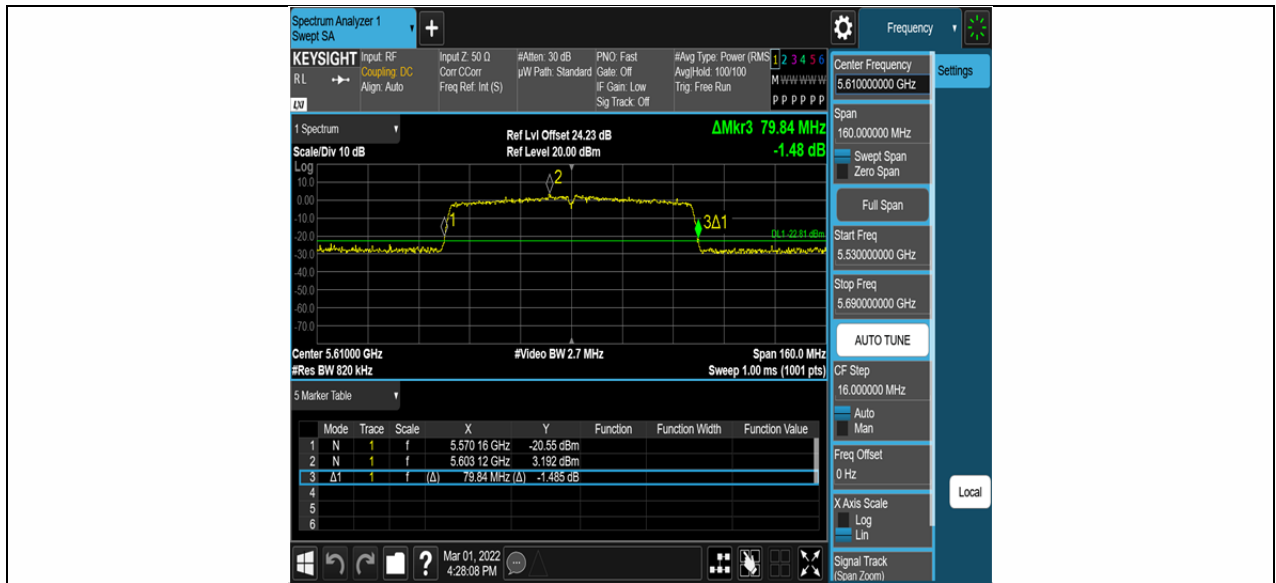 Spectrum Analyzer 1
Swept SA
+
Frequency
KEYSIGHT
RL
LXI
Input: RF
Coupling: DC
Align: Auto
Input Z: 50 Ω
Corr CCorr
Freq Ref: Int (S)
#Atten: 30 dB
µW Path: Standard
PNO: Fast
Gate: Off
IF Gain: Low
Sig Track: Off
#Avg Type: Power (RMS
Avg|Hold: 100/100
Trig: Free Run
1 2 3 4 5 6
M W W W W W
P P P P P P
1 Spectrum
Scale/Div 10 dB
Ref Lvl Offset 24.23 dB
Ref Level 20.00 dBm
ΔMkr3 79.84 MHz
-1.48 dB
Log
10.0
0.00
-10.0
-20.0
-30.0
-40.0
-50.0
-60.0
-70.0
1
2
3Δ1
DL1 -22.81 dBm
Center 5.61000 GHz
#Res BW 820 kHz
#Video BW 2.7 MHz
Span 160.0 MHz
Sweep 1.00 ms (1001 pts)
5 Marker Table
Mode Trace Scale X Y Function Function Width Function Value
1 N 1 f 5.570 16 GHz -20.55 dBm
2 N 1 f 5.603 12 GHz 3.192 dBm
3 Δ1 1 f (Δ) 79.84 MHz (Δ) -1.485 dB
4
5
6
?
Mar 01, 2022
4:28:08 PM
Center Frequency
5.610000000 GHz
Span
160.000000 MHz
Swept Span
Zero Span
Full Span
Start Freq
5.530000000 GHz
Stop Freq
5.690000000 GHz
AUTO TUNE
CF Step
16.000000 MHz
Auto
Man
Freq Offset
0 Hz
X Axis Scale
Log
Lin
Signal Track
(Span Zoom)
Settings
Local